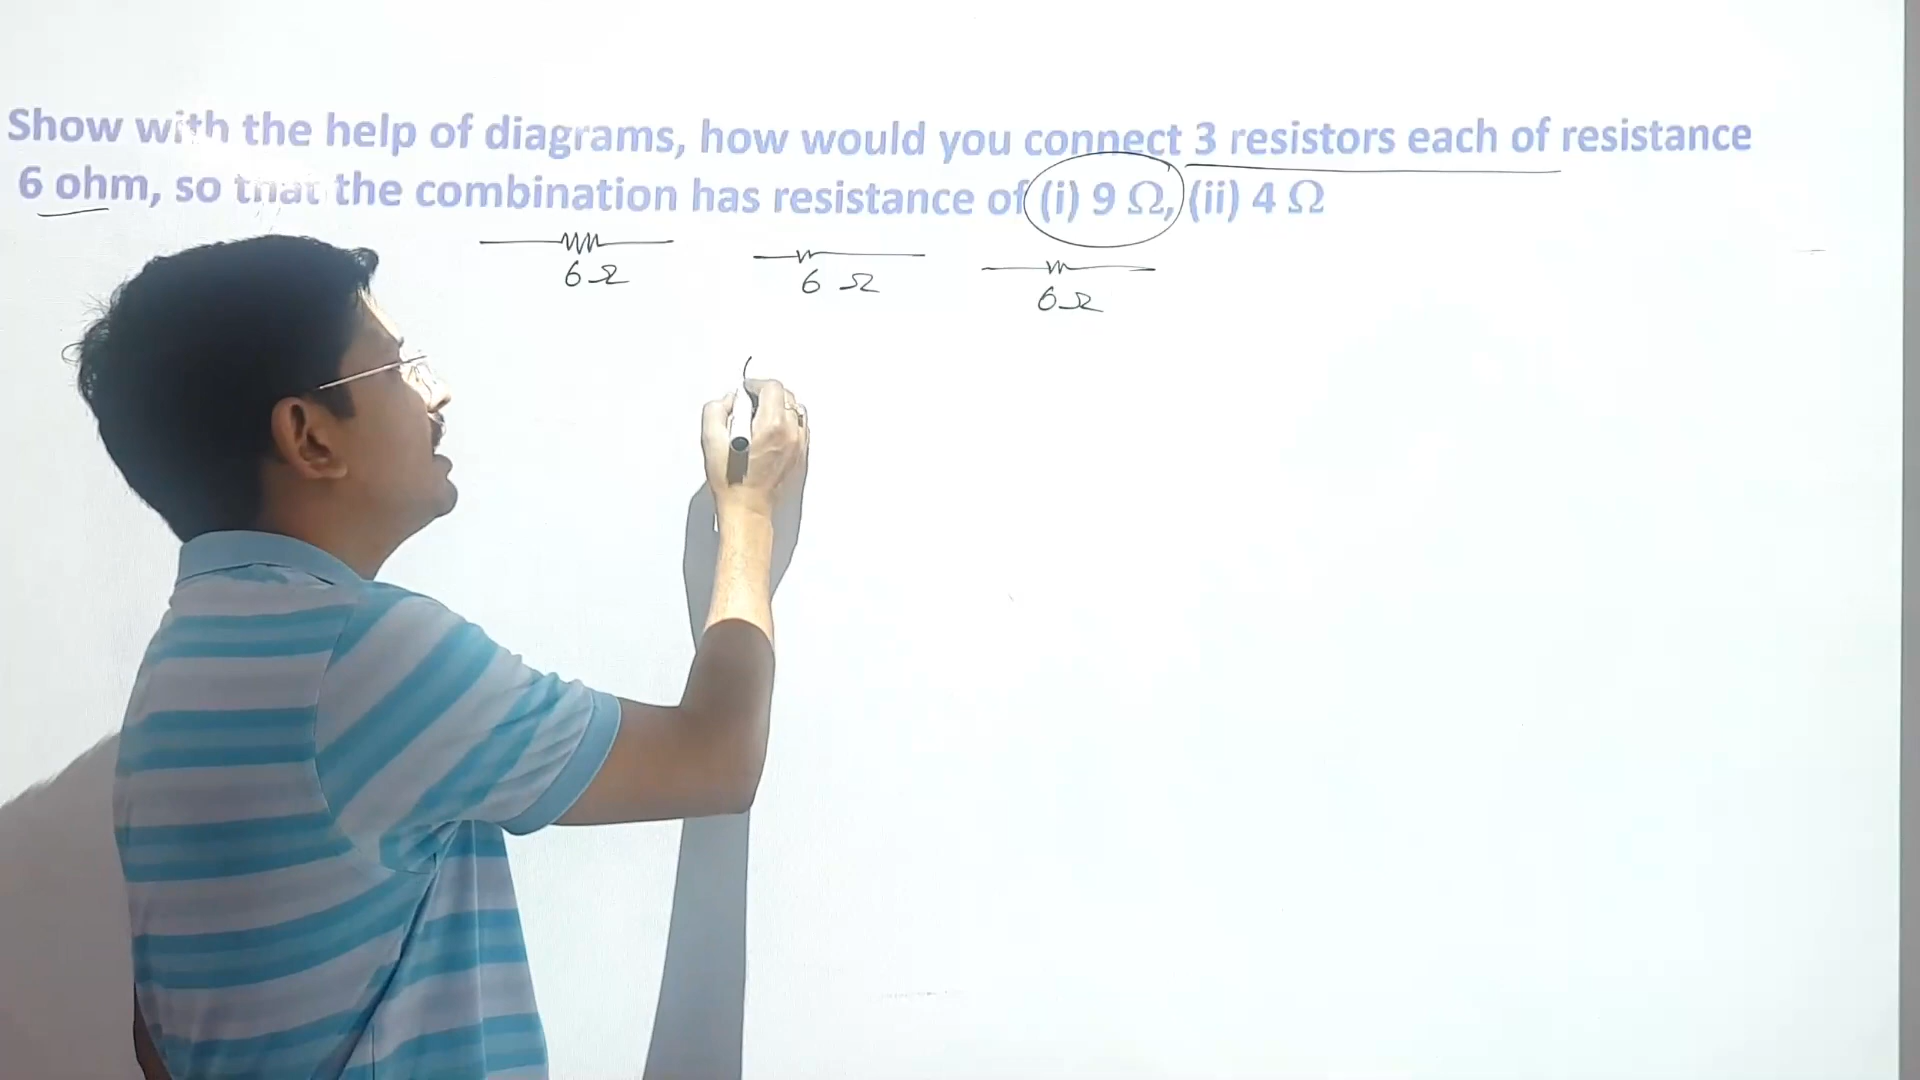 Show with the help of diagrams, how would you connect 3 resistors each of resistance
6 ohm, so that the combination has resistance of (i) 9 Ω, (ii) 4 Ω
6 Ω 6 Ω 6 Ω